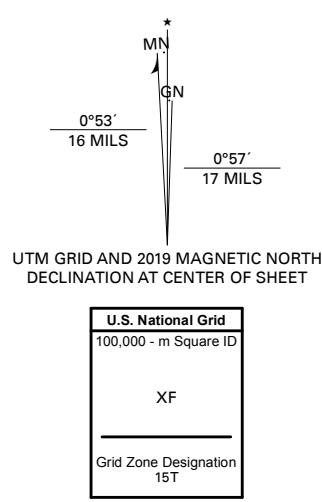 ★
MN
GN
0°53´
16 MILS
0°57´
17 MILS
UTM GRID AND 2019 MAGNETIC NORTH
DECLINATION AT CENTER OF SHEET
U.S. National Grid
100,000 - m Square ID
XF
Grid Zone Designation
15T